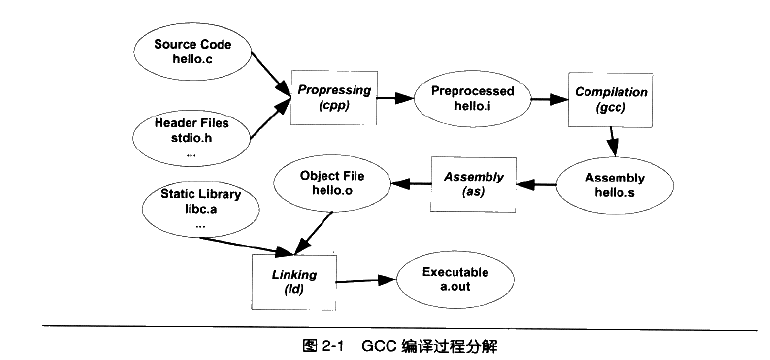 Source Code
hello.c
Propressing
(cpp)
Preprocessed
hello.i
Compilation
(gcc)
Header Files
stdio.h
...
Object File
hello.o
Assembly
(as)
Assembly
hello.s
Static Library
libc.a
...
Linking
(ld)
Executable
a.out
图 2-1 GCC 编译过程分解